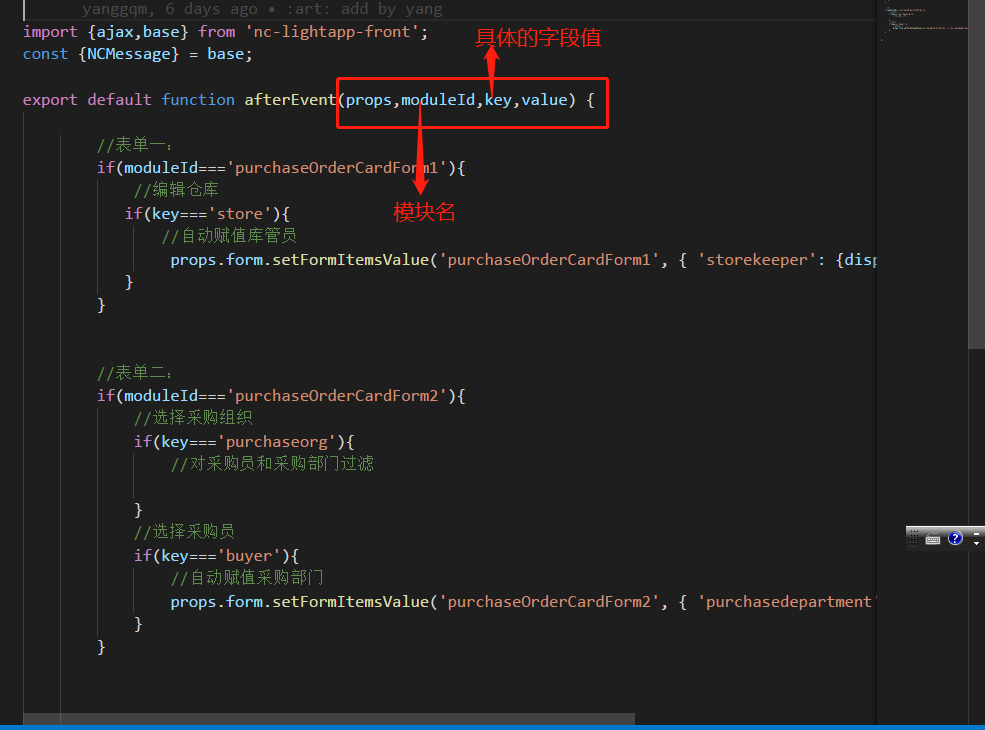 yanggqm, 6 days ago • :art: add by yang
import {ajax,base} from 'nc-lightapp-front';
具体的字段值
const {NCMessage} = base;
export default function afterEvent(props,moduleId,key,value) {
//表单一:
if(moduleId==='purchaseOrderCardForm1'){
//编辑仓库
模块名
if(key==='store'){
//自动赋值库管员
props.form.setFormItemsValue('purchaseOrderCardForm1', { 'storekeeper': {disp
}
}
//表单二:
if(moduleId==='purchaseOrderCardForm2'){
//选择采购组织
if(key==='purchaseorg'){
//对采购员和采购部门过滤
}
//选择采购员
if(key==='buyer'){
//自动赋值采购部门
props.form.setFormItemsValue('purchaseOrderCardForm2', { 'purchasedepartment'
}
}